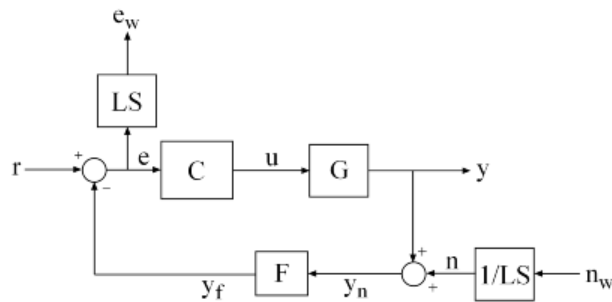 e_w
LS
r + − e C u G y
+ +
y_f F y_n n 1/LS n_w